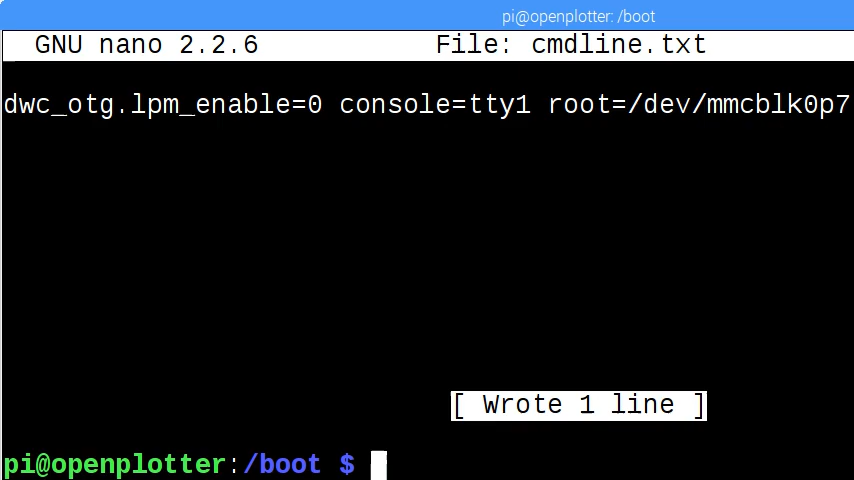 pi@openplotter: /boot
GNU nano 2.2.6 File: cmdline.txt
dwc_otg.lpm_enable=0 console=tty1 root=/dev/mmcblk0p7
[ Wrote 1 line ]
pi@openplotter:/boot $